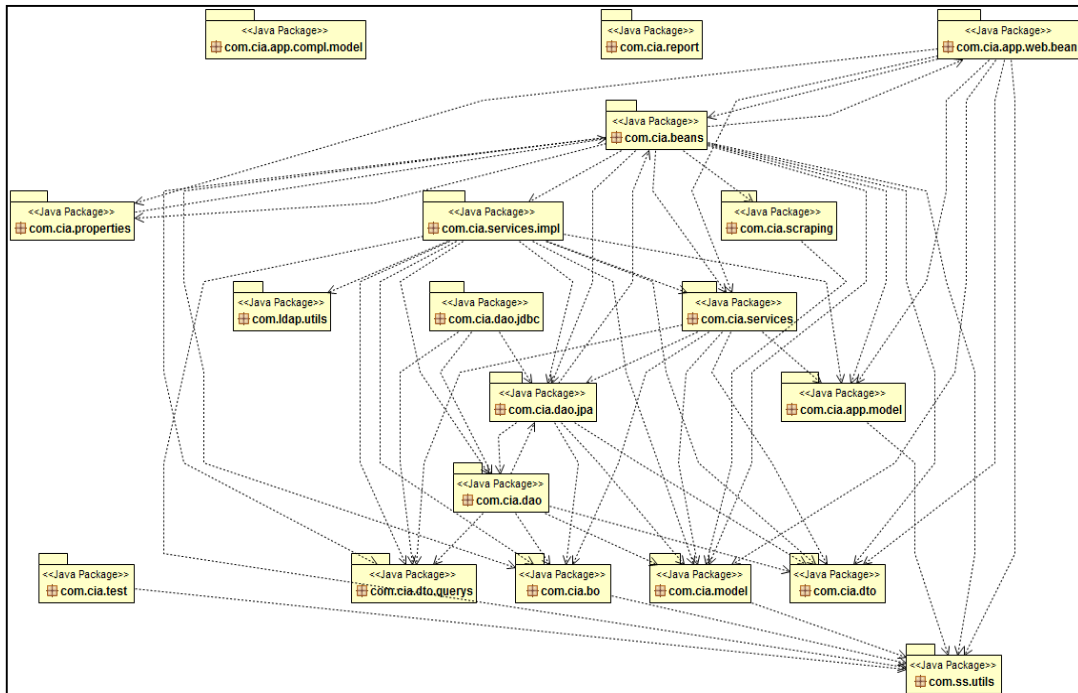 <<Java Package>>
com.cia.app.compl.model
<<Java Package>>
com.cia.report
<<Java Package>>
com.cia.app.web.bean
<<Java Package>>
com.cia.beans
<<Java Package>>
com.cia.properties
<<Java Package>>
com.cia.services.impl
<<Java Package>>
com.cia.scraping
<<Java Package>>
com.ldap.utils
<<Java Package>>
com.cia.dao.jdbc
<<Java Package>>
com.cia.services
<<Java Package>>
com.cia.dao.jpa
<<Java Package>>
com.cia.app.model
<<Java Package>>
com.cia.dao
<<Java Package>>
com.cia.test
<<Java Package>>
com.cia.dto.querys
<<Java Package>>
com.cia.bo
<<Java Package>>
com.cia.model
<<Java Package>>
com.cia.dto
<<Java Package>>
com.ss.utils